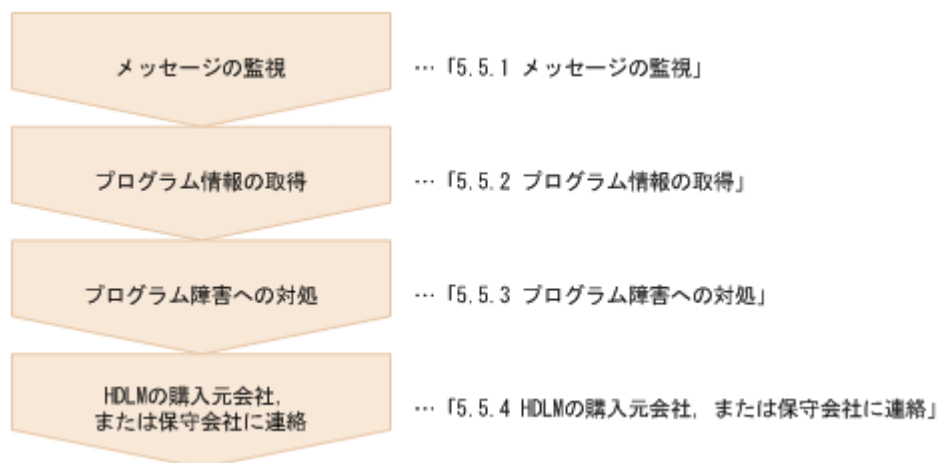 メッセージの監視 … 「5.5.1 メッセージの監視」
プログラム情報の取得 … 「5.5.2 プログラム情報の取得」
プログラム障害への対処 … 「5.5.3 プログラム障害への対処」
HDLMの購入元会社,
または保守会社に連絡 … 「5.5.4 HDLMの購入元会社, または保守会社に連絡」